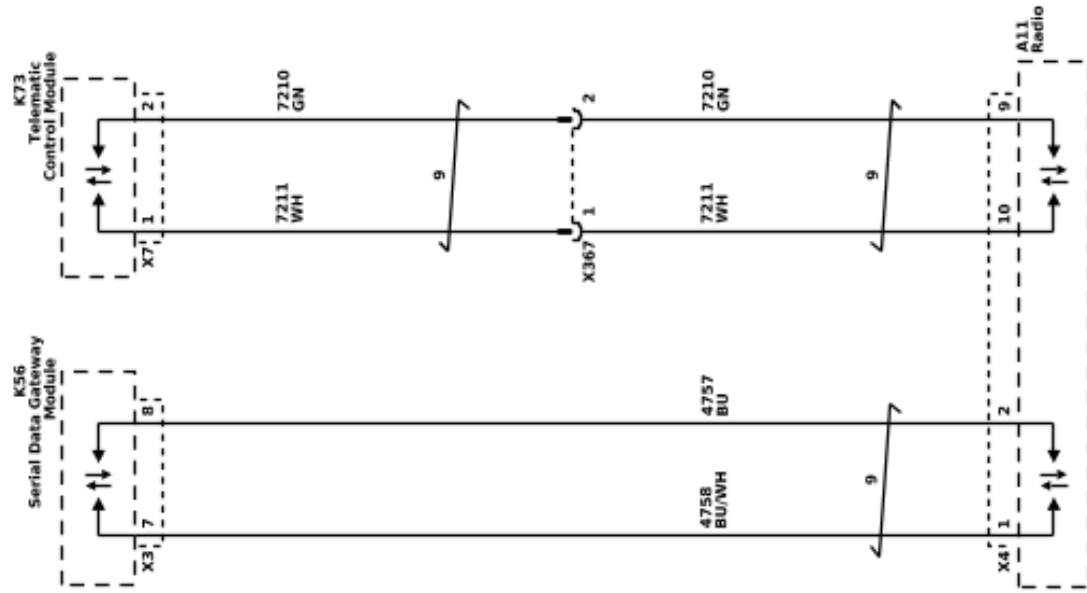 K73
Telematic
Control Module
X7
1
2
7211
WH
7210
GN
9
X367
1
2
7211
WH
7210
GN
9
10
9
A11
Radio
K56
Serial Data Gateway
Module
X3
7
8
4758
BU/WH
4757
BU
9
X4
1
2